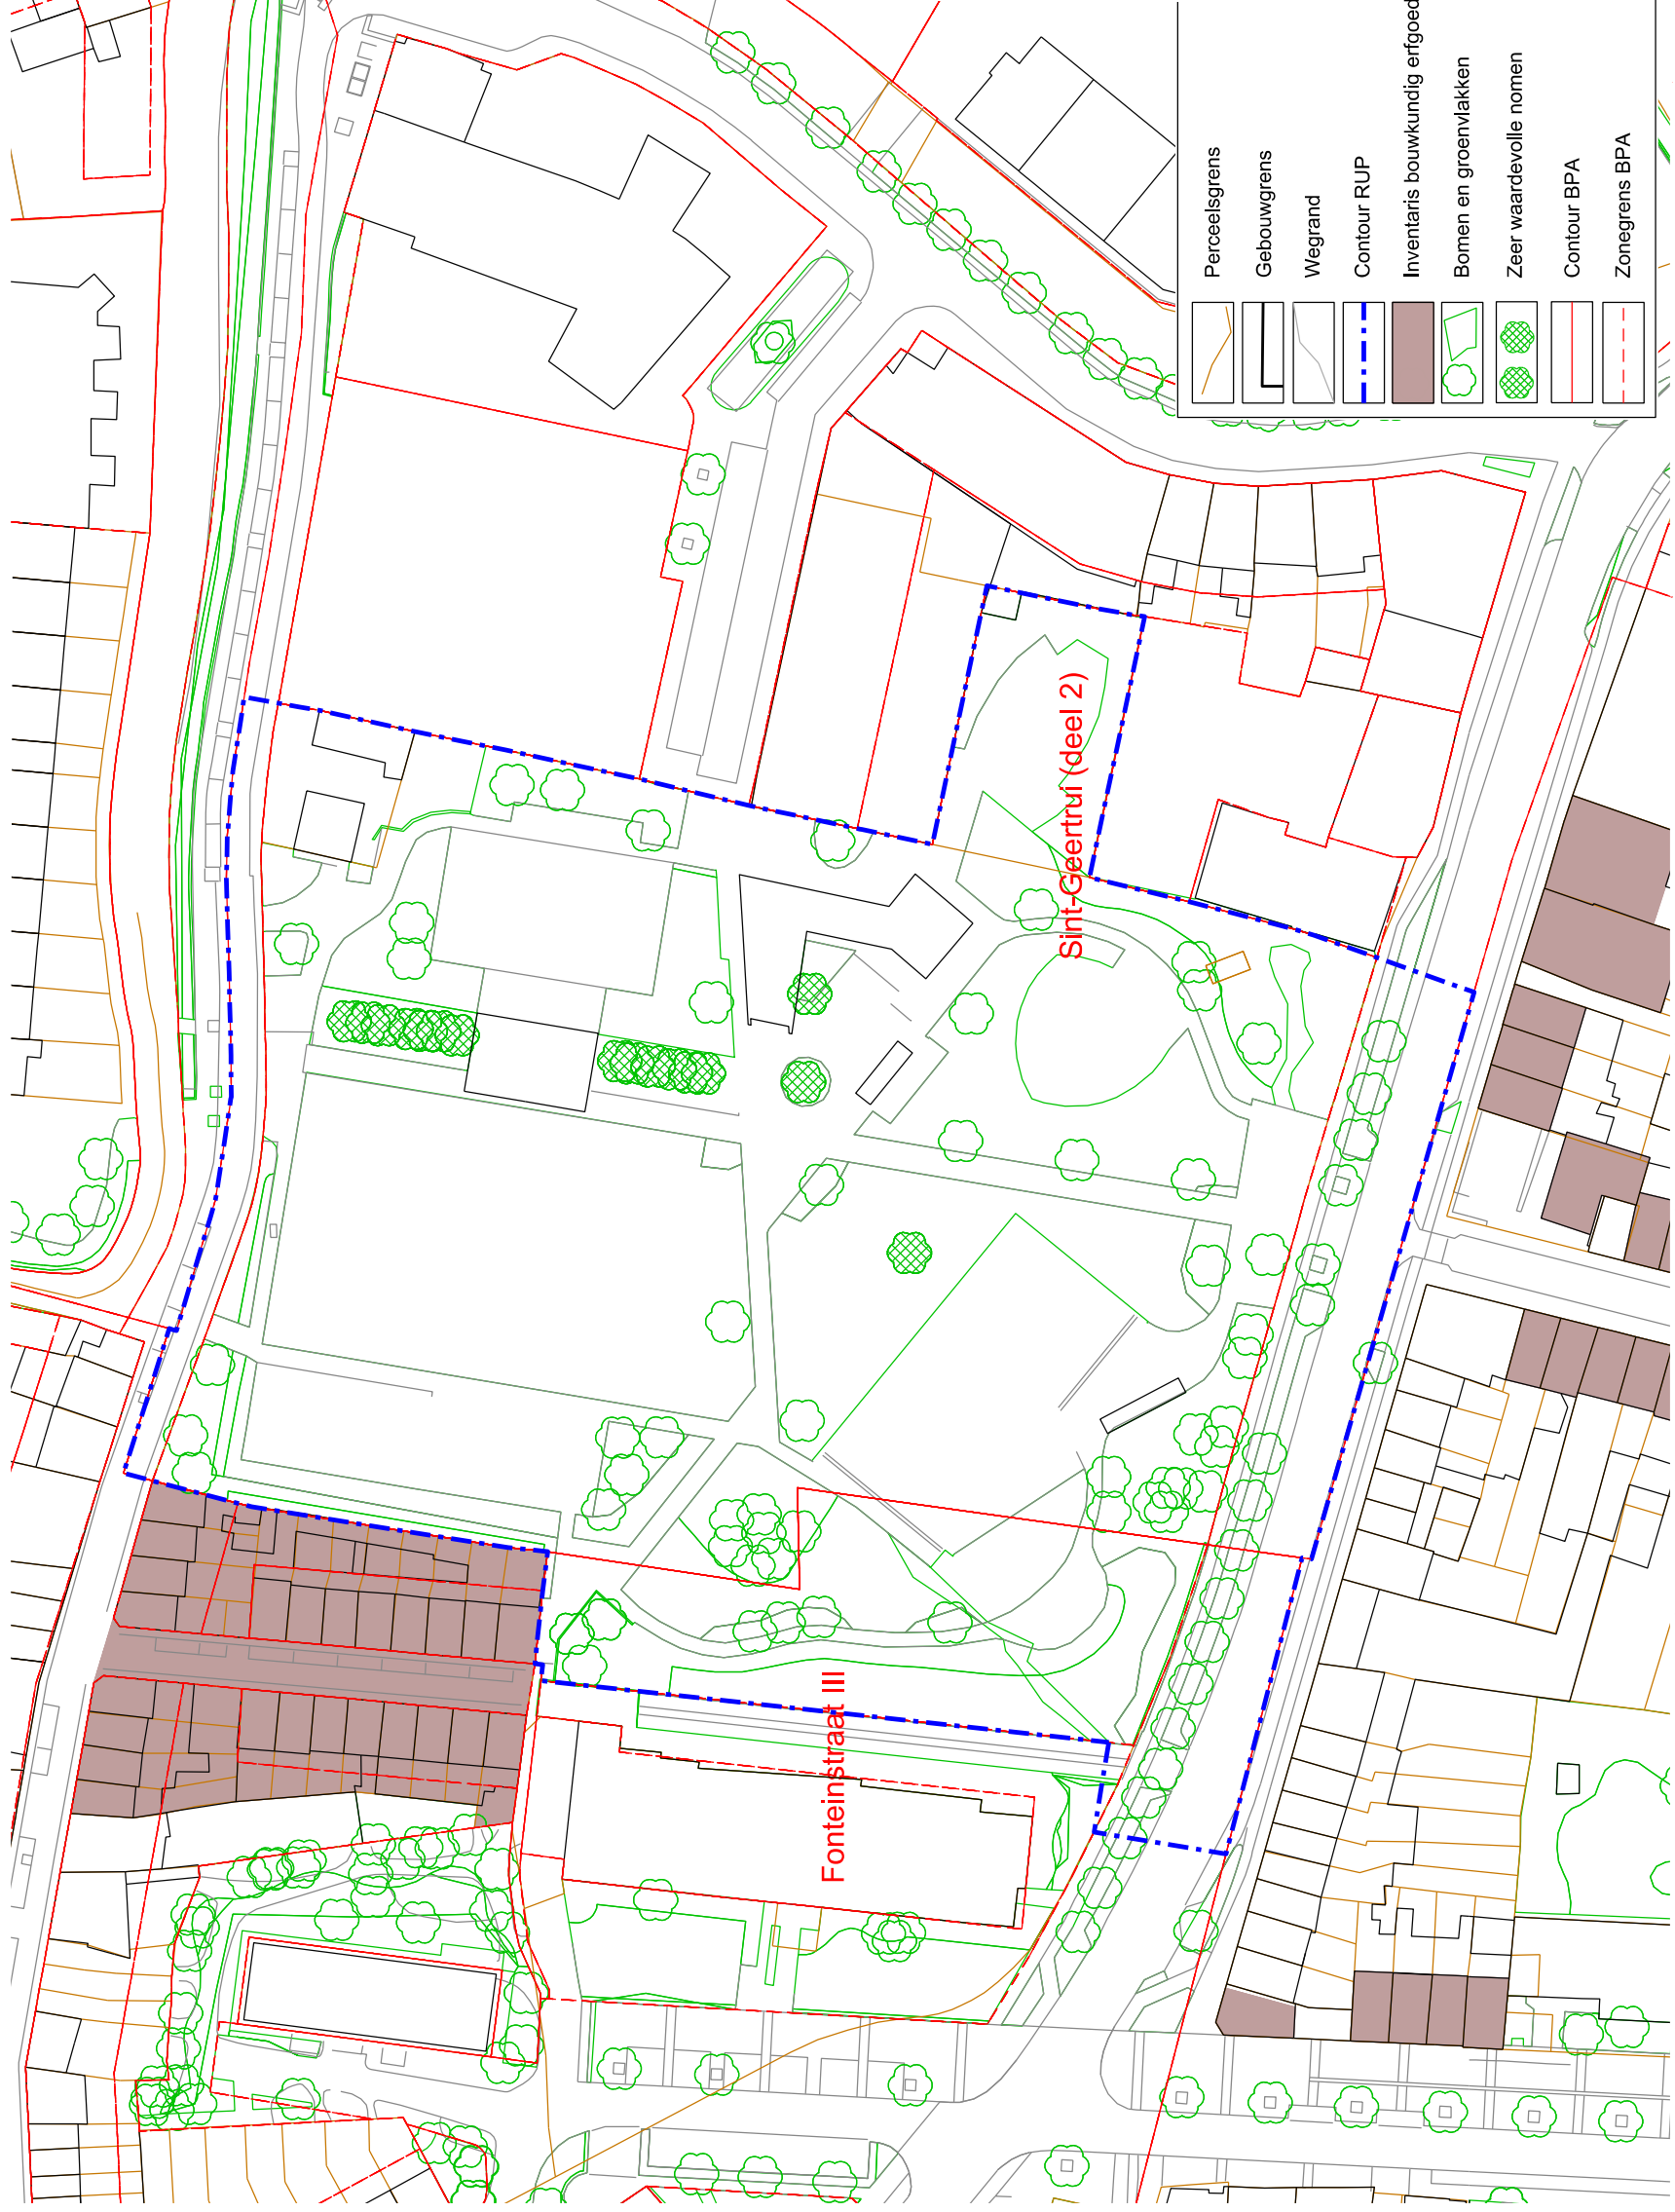 Perceelsgrens
Gebouwgrens
Wegrand
Contour RUP
Inventaris bouwkundig erfgoed
Bomen en groenvlakken
Zeer waardevolle nomen
Contour BPA
Zonegrens BPA
Sint-Geertrui (deel 2)
Fonteinstraat III